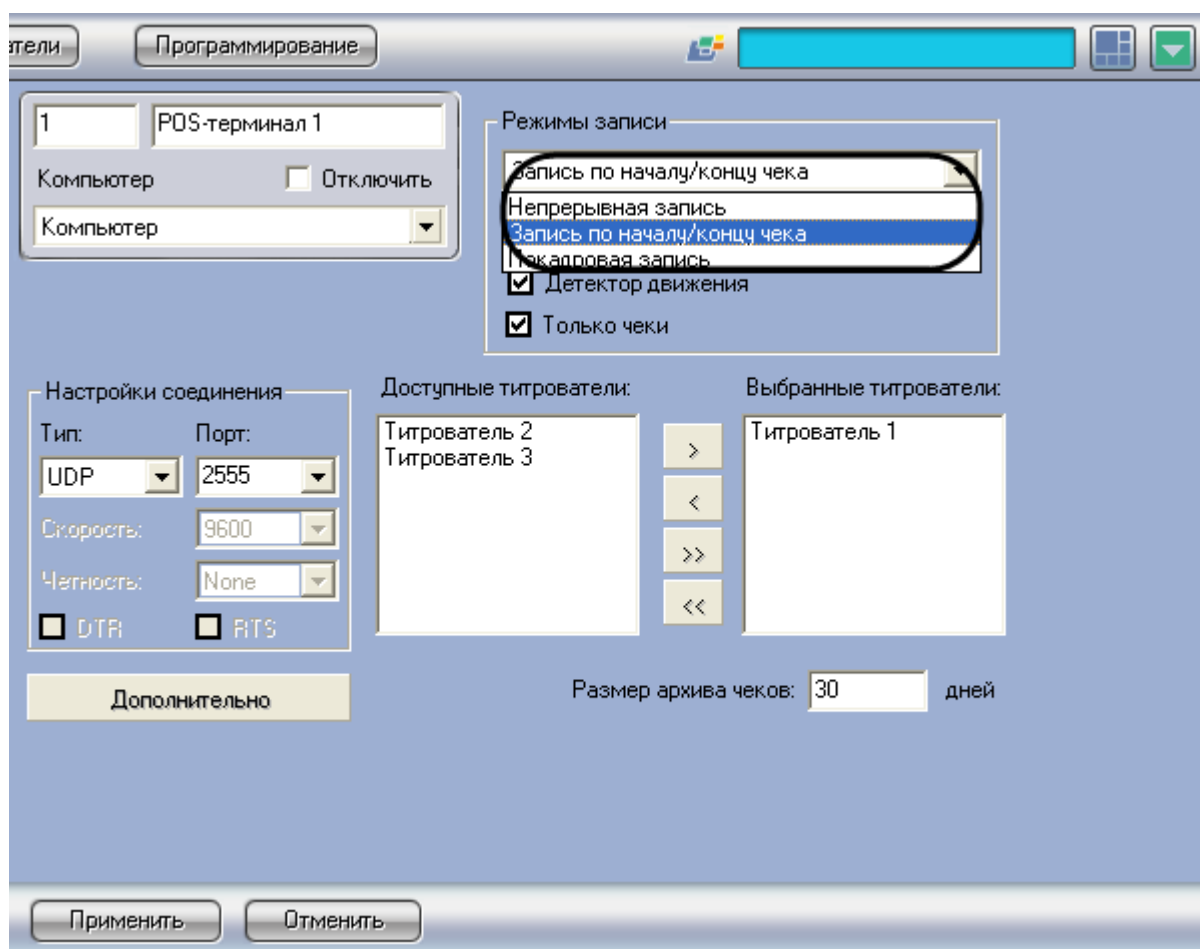 Программирование
1 POS-терминал 1
Компьютер Отключить
Компьютер
Режимы записи
Запись по началу/концу чека
Непрерывная запись
Запись по началу/концу чека
Покадровая запись
Детектор движения
Только чеки
Настройки соединения
Тип: Порт:
UDP 2555
Скорость: 9600
Четность: None
DTR RTS
Дополнительно
Доступные титрователи:
Титрователь 2
Титрователь 3
>
<
>>
<<
Выбранные титрователи:
Титрователь 1
Размер архива чеков: 30 дней
Применить Отменить